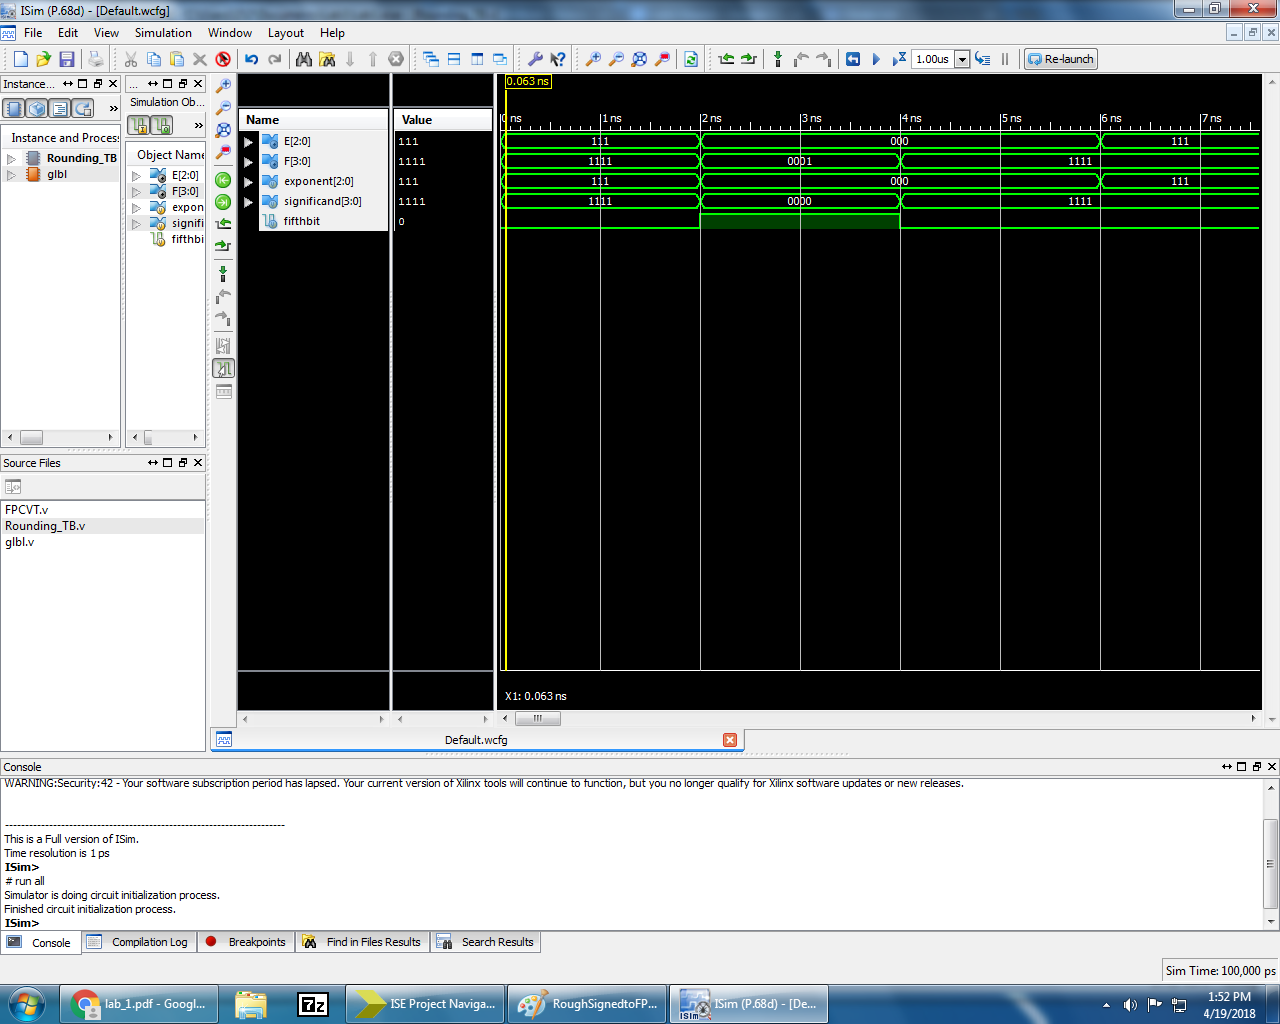 ISim (P.68d) - [Default.wcfg]
File Edit View Simulation Window Layout Help
1.00us Re-launch
Instance...
...
Simulation Ob...
Instance and Process
Rounding_TB
glbl
Object Name
E[2:0]
F[3:0]
expon
signifi
fifthbi
Name Value
E[2:0] 111
F[3:0] 1111
exponent[2:0] 111
significand[3:0] 1111
fifthbit 0
0.063 ns
0 ns 1 ns 2 ns 3 ns 4 ns 5 ns 6 ns 7 ns
111 000 111
1111 0001 1111
111 000 111
1111 0000 1111
X1: 0.063 ns
Source Files
FPCVT.v
Rounding_TB.v
glbl.v
Default.wcfg
Console
WARNING:Security:42 - Your software subscription period has lapsed. Your current version of Xilinx tools will continue to function, but you no longer qualify for Xilinx software updates or new releases.
----------------------------------------------------------------------
This is a Full version of ISim.
Time resolution is 1 ps
ISim>
# run all
Simulator is doing circuit initialization process.
Finished circuit initialization process.
ISim>
Console Compilation Log Breakpoints Find in Files Results Search Results
Sim Time: 100,000 ps
lab_1.pdf - Googl... 7z ISE Project Naviga... RoughSignedtoFP... ISim (P.68d) - [De...
1:52 PM
4/19/2018